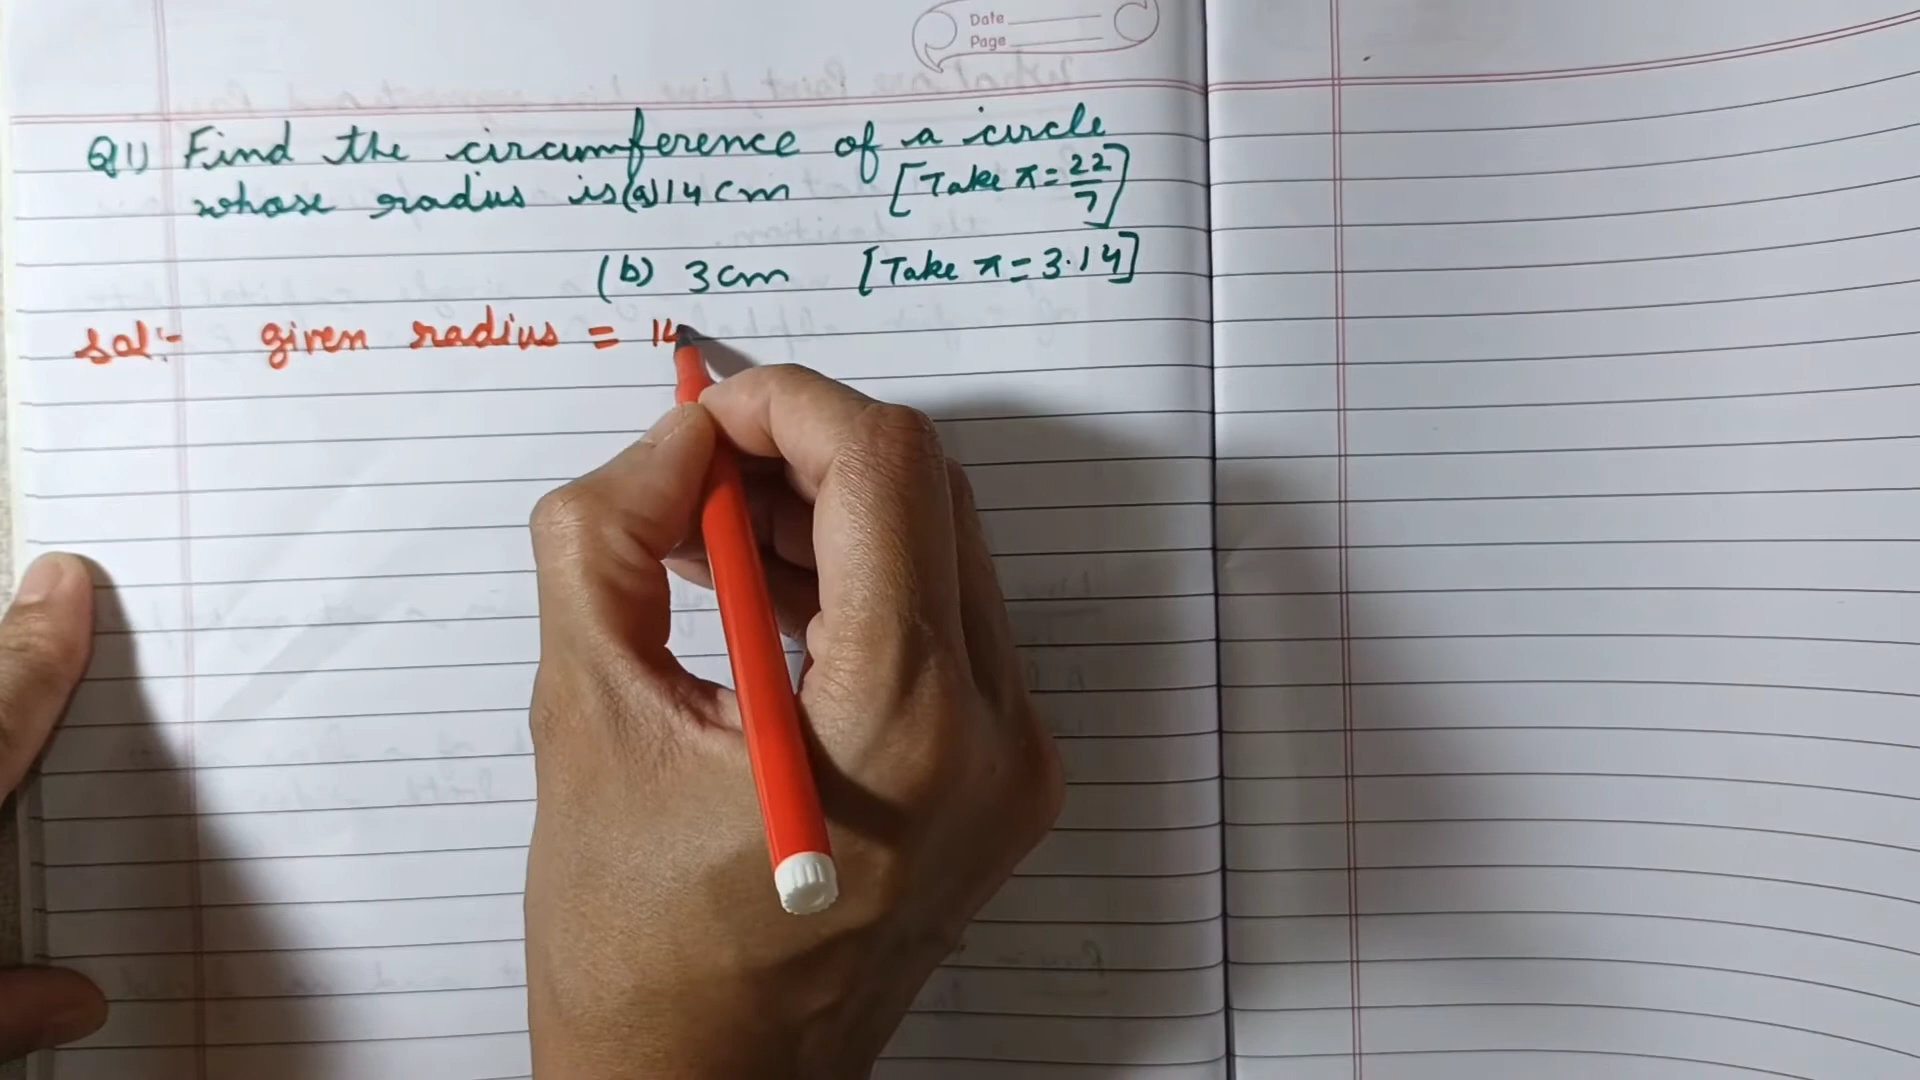 Date
Page
Q1) Find the circumference of a circle
whose radius is (a) 14 cm [Take π = 22/7]
(b) 3 cm [Take π = 3.14]
Sol:- given radius = 14